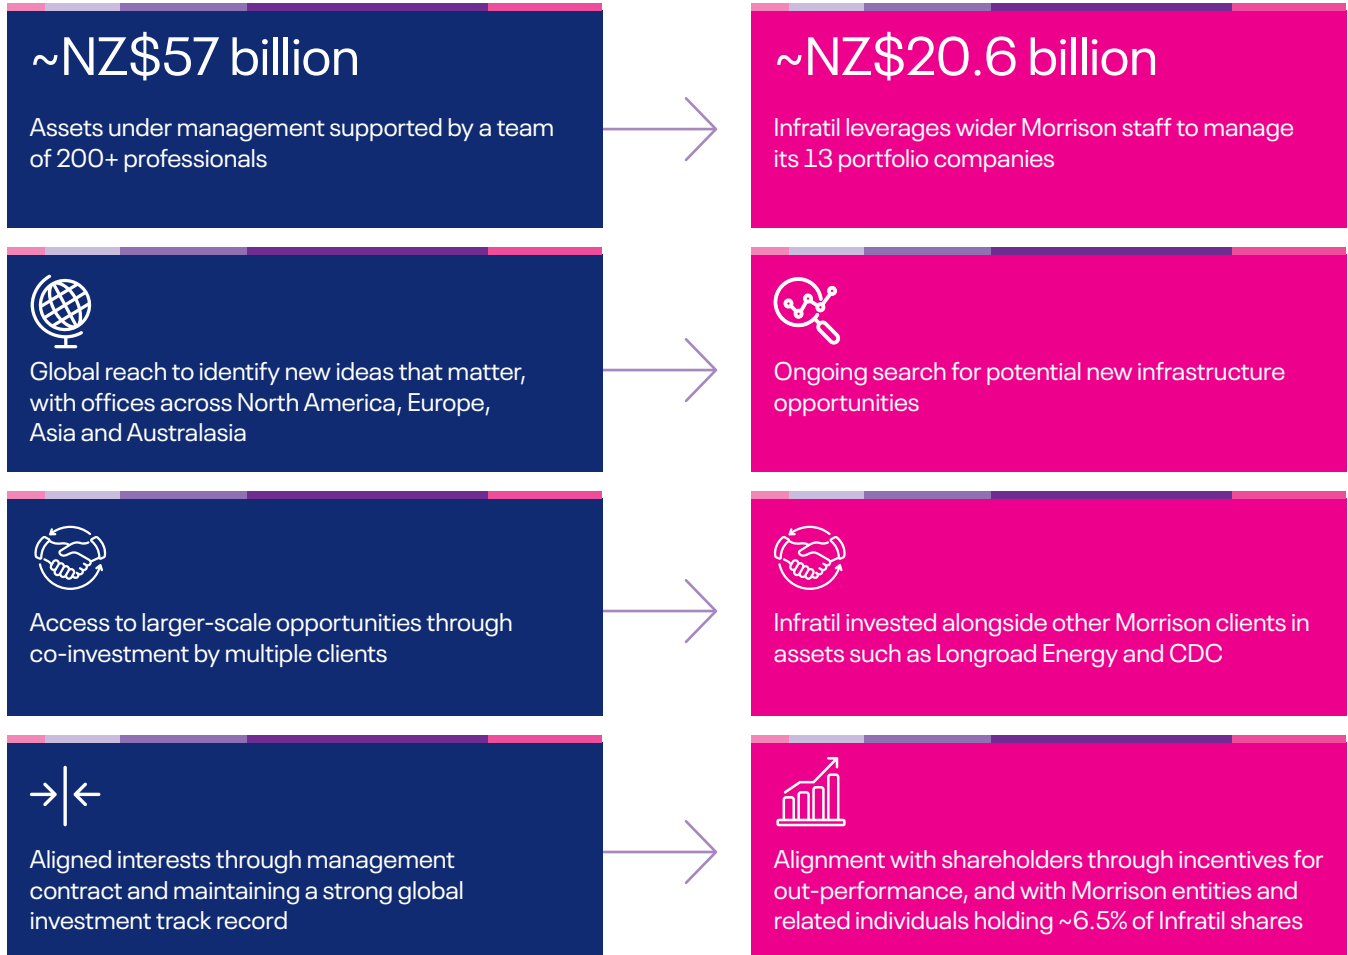 ~NZ$57 billion
Assets under management supported by a team
of 200+ professionals
~NZ$20.6 billion
Infratil leverages wider Morrison staff to manage
its 13 portfolio companies
Global reach to identify new ideas that matter,
with offices across North America, Europe,
Asia and Australasia
Ongoing search for potential new infrastructure
opportunities
Access to larger-scale opportunities through
co-investment by multiple clients
Infratil invested alongside other Morrison clients in
assets such as Longroad Energy and CDC
Aligned interests through management
contract and maintaining a strong global
investment track record
Alignment with shareholders through incentives for
out-performance, and with Morrison entities and
related individuals holding ~6.5% of Infratil shares